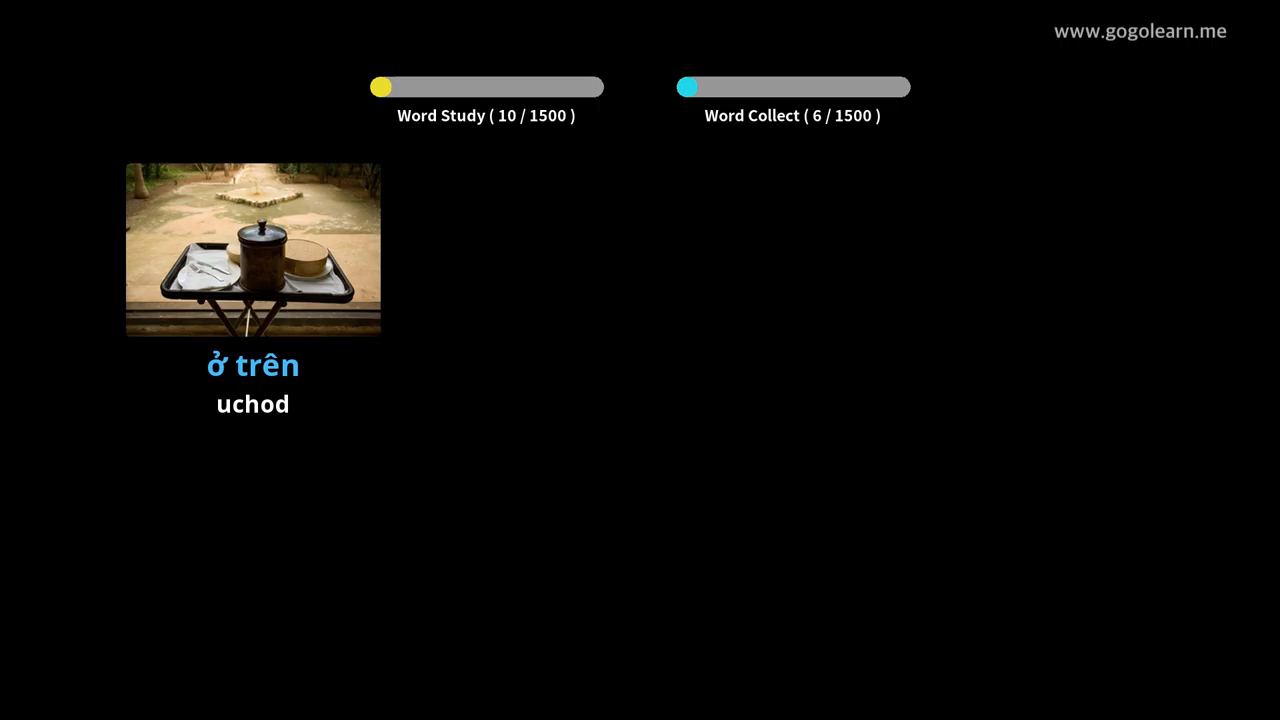 www.gogolearn.me
Word Study ( 10 / 1500 )
Word Collect ( 6 / 1500 )
ở trên
uchod